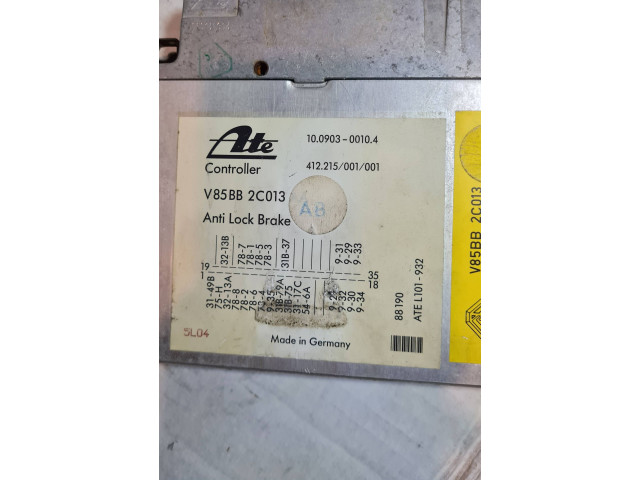 Ate
10.0903-0010.4
Controller
412.215/001/001
V85BB 2C013
AB
Anti Lock Brake
32-13B
78-7
78-1
78-5
78-3
31B-37
9-31
9-29
9-33
19
35
1
18
31-49B
75-H
32-13A
78-8
78-2
78-6
78-4
9-35
31B-79A
31B-75
31-17C
54-6A
9-32
9-30
9-34
88190
ATE L101-932
5L04
Made in Germany
V85BB 2C013